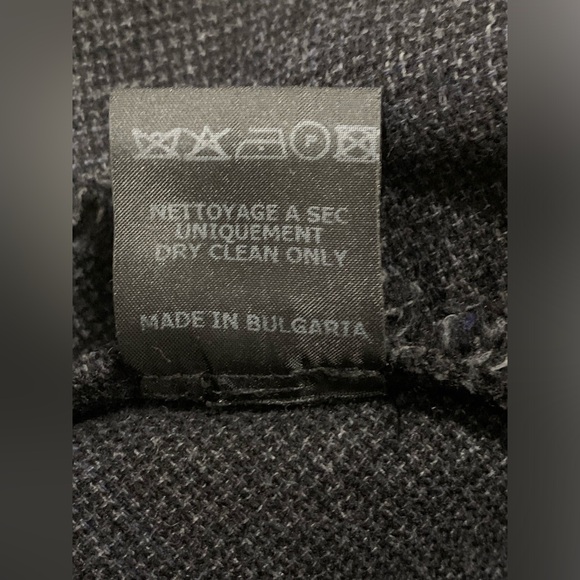 P
NETTOYAGE A SEC
UNIQUEMENT
DRY CLEAN ONLY
MADE IN BULGARIA